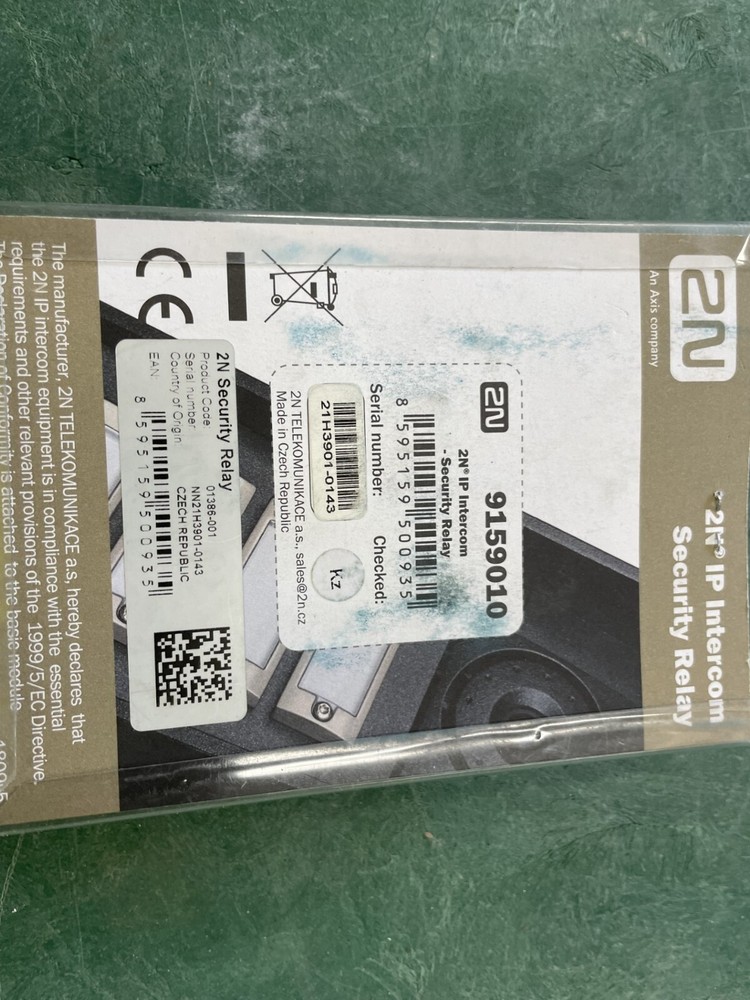 2N
An Axis company
2N® IP Intercom
Security Relay
2N
9159010
2N® IP Intercom
- Security Relay
8 595159 500935
Serial number:
Checked:
21H3901-0143
Kz
2N TELEKOMUNIKACE a.s., sales@2n.cz
Made in Czech Republic
2N Security Relay
Product Code: 01386-001
Serial number: NN21H3901-0143
Country of Origin: CZECH REPUBLIC
EAN:
8 595159 500935
CE
The manufacturer, 2N TELEKOMUNIKACE a.s, hereby declares that
the 2N IP intercom equipment is in compliance with the essential
requirements and other relevant provisions of the 1999/5/EC Directive.
The Declaration of Conformity is attached to the basic module.